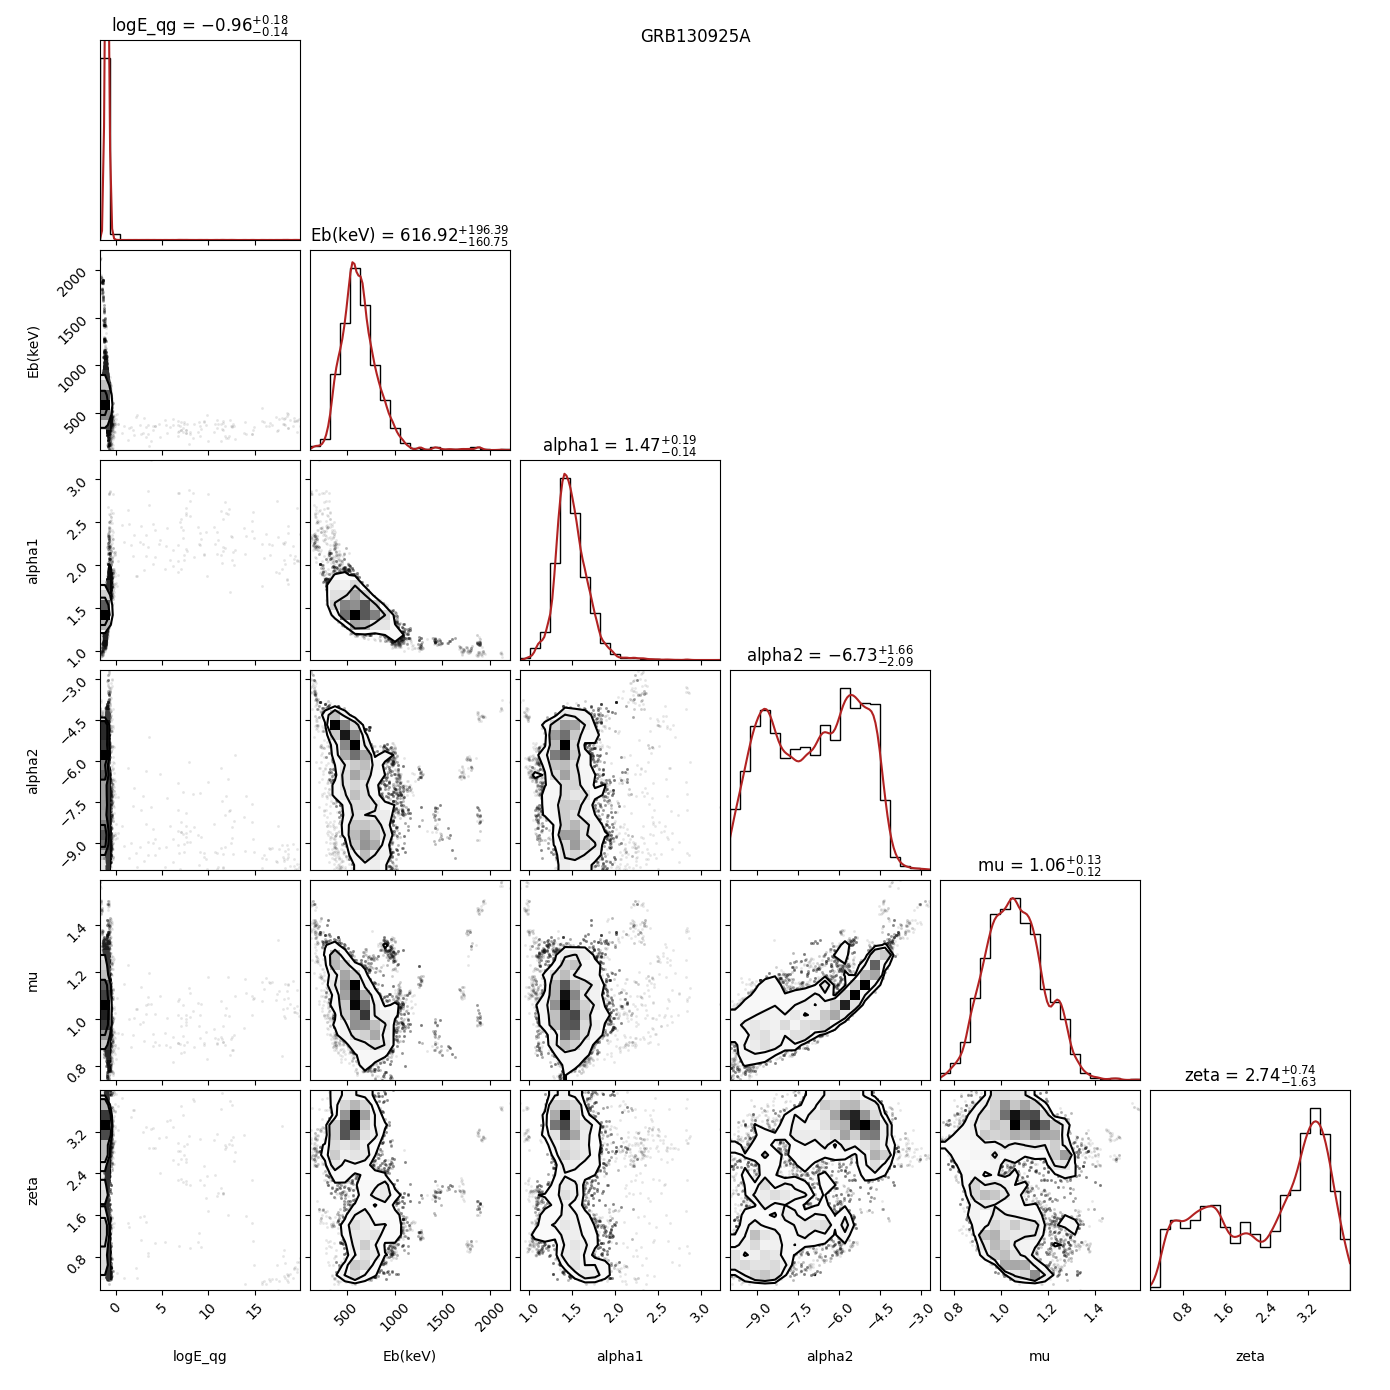 GRB130925A
logE_qg = −0.96+0.18−0.14
Eb(keV) = 616.92+196.39−160.75
2000
1500
1000
500
Eb(keV)
alpha1 = 1.47+0.19−0.14
3.0
2.5
2.0
1.5
1.0
alpha1
alpha2 = −6.73+1.66−2.09
−3.0
−4.5
−6.0
−7.5
−9.0
alpha2
mu = 1.06+0.13−0.12
1.4
1.2
1.0
0.8
mu
zeta = 2.74+0.74−1.63
3.2
2.4
1.6
0.8
zeta
0 5 10 15 500 1000 1500 2000 1.0 1.5 2.0 2.5 3.0 −9.0 −7.5 −6.0 −4.5 −3.0 0.8 1.0 1.2 1.4 0.8 1.6 2.4 3.2
logE_qg Eb(keV) alpha1 alpha2 mu zeta